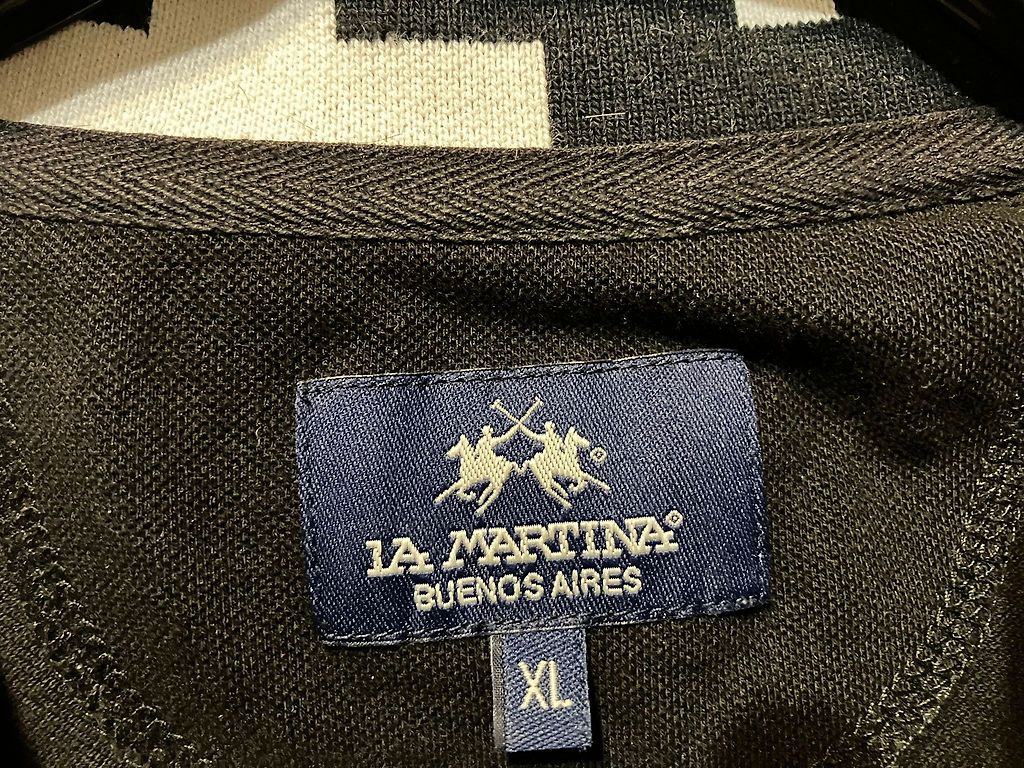 LA MARTINA®
BUENOS AIRES
XL